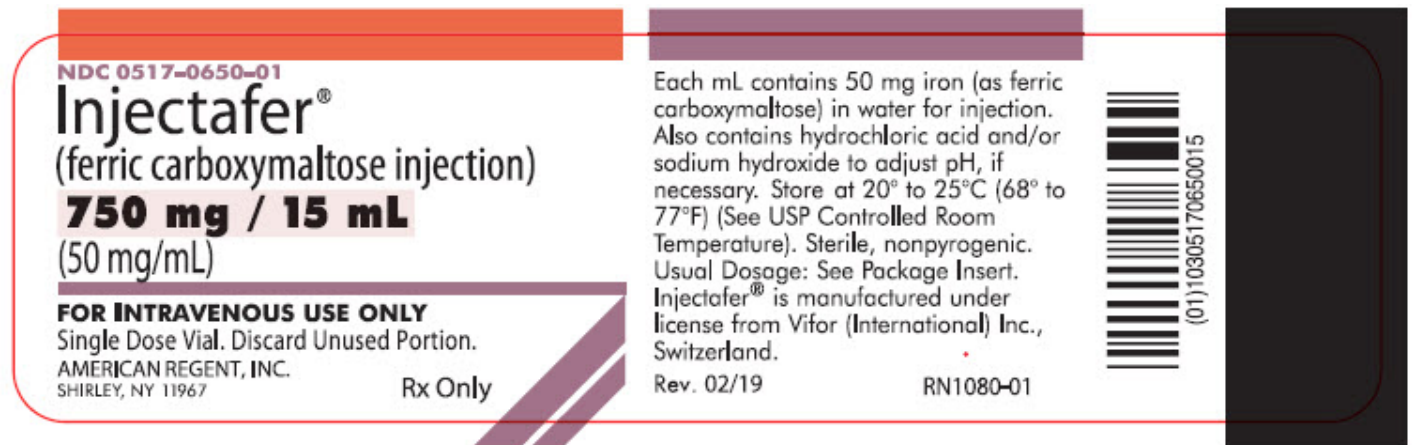 NDC 0517-0650-01
Injectafer®
(ferric carboxymaltose injection)
750 mg / 15 mL
(50 mg/mL)
FOR INTRAVENOUS USE ONLY
Single Dose Vial. Discard Unused Portion.
AMERICAN REGENT, INC.
SHIRLEY, NY 11967
Rx Only
Each mL contains 50 mg iron (as ferric
carboxymaltose) in water for injection.
Also contains hydrochloric acid and/or
sodium hydroxide to adjust pH, if
necessary. Store at 20° to 25°C (68° to
77°F) (See USP Controlled Room
Temperature). Sterile, nonpyrogenic.
Usual Dosage: See Package Insert.
Injectafer® is manufactured under
license from Vifor (International) Inc.,
Switzerland.
Rev. 02/19
RN1080-01
(01)10305170650015